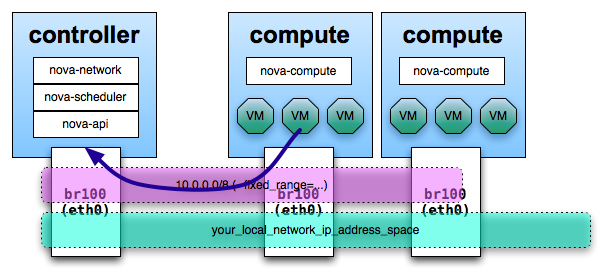 controller
nova-network
nova-scheduler
nova-api
compute
nova-compute
VM
VM
VM
compute
nova-compute
VM
VM
VM
10.0.0.0/8 (--fixed_range=...)
br100
(eth0)
br100
(eth0)
br100
(eth0)
your_local_network_ip_address_space